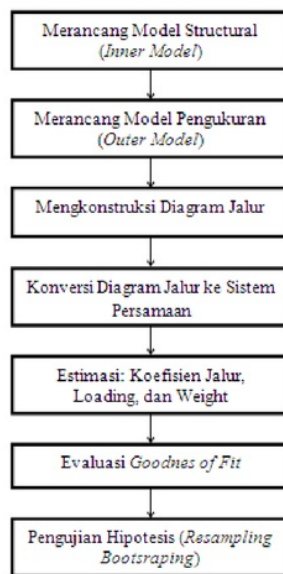 Merancang Model Structural
(Inner Model)
Merancang Model Pengukuran
(Outer Model)
Mengkonstruksi Diagram Jalur
Konversi Diagram Jalur ke Sistem
Persamaan
Estimasi: Koefisien Jalur,
Loading, dan Weight
Evaluasi Goodnes of Fit
Pengujian Hipotesis (Resampling
Bootsraping)